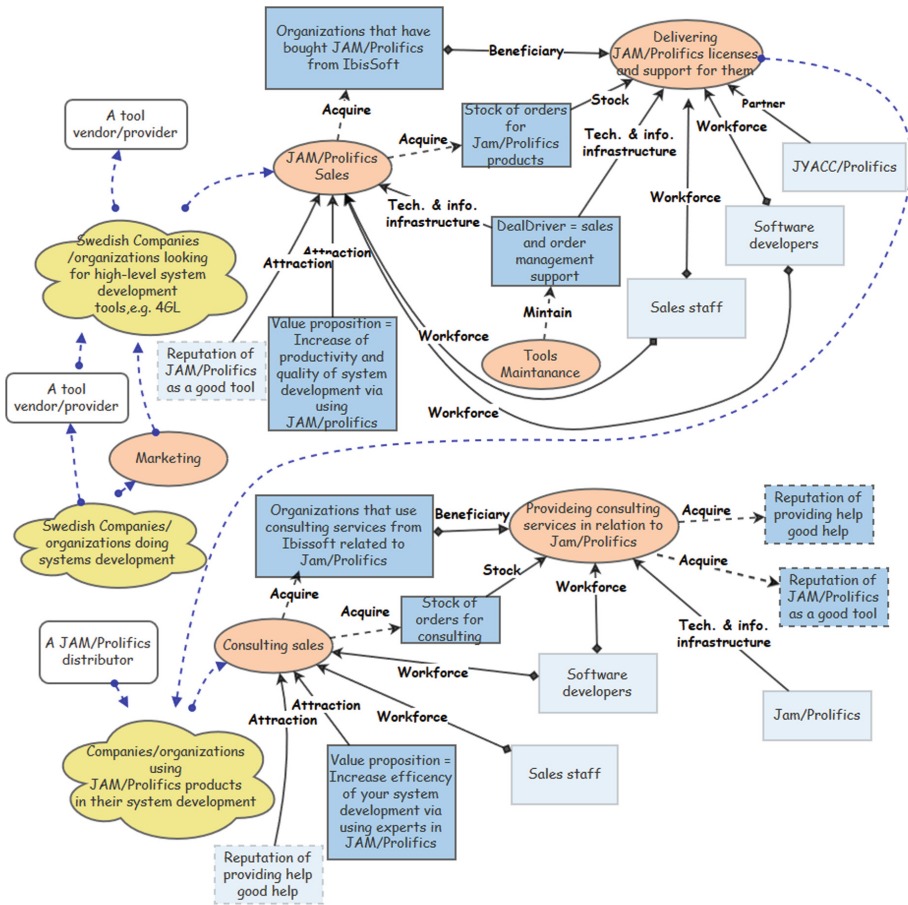 Organizations that have
bought JAM/Prolifics
from IbisSoft
Beneficiary
Delivering
JAM/Prolifics licenses
and support for them
A tool
vendor/provider
Acquire
Stock of orders
for
Jam/Prolifics
products
Stock
Partner
Acquire
Tech. & info.
infrastructure
Workforce
JAM/Prolifics
Sales
JYACC/Prolifics
Tech. & info.
infrastructure
Workforce
Swedish Companies
/organizations looking
for high-level system
development
tools,e.g. 4GL
Attraction
Attraction
DealDriver = sales
and order
management
support
Software
developers
Mintain
Sales staff
Reputation of
JAM/Prolifics
as a good tool
Value proposition =
Increase of
productivity and
quality of system
development via
using
JAM/prolifics
Workforce
Tools
Maintanance
A tool
vendor/provider
Workforce
Marketing
Swedish Companies/
organizations doing
systems development
Organizations that use
consulting services from
Ibissoft related to
Jam/Prolifics
Beneficiary
Provideing consulting
services in relation to
Jam/Prolifics
Acquire
Reputation of
providing help
good help
Acquire
Reputation of
JAM/Prolifics
as a good tool
Stock
Workforce
Acquire
Acquire
Stock of
orders for
consulting
Tech. & info.
infrastructure
A JAM/Prolifics
distributor
Consulting sales
Workforce
Software
developers
Attraction
Attraction
Workforce
Jam/Prolifics
Companies/organizations
using
JAM/Prolifics products
in their system development
Value proposition =
Increase efficency
of your system
development via
using experts in
JAM/Prolifics
Sales staff
Reputation of
providing help
good help